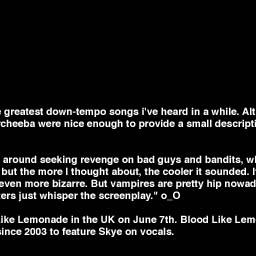 greatest down-tempo songs i've heard in a while. Alt
cheeba were nice enough to provide a small descripti
around seeking revenge on bad guys and bandits, w
but the more I thought about, the cooler it sounded. I
even more bizarre. But vampires are pretty hip nowad
ers just whisper the screenplay." o_O
ike Lemonade in the UK on June 7th. Blood Like Lem
since 2003 to feature Skye on vocals.